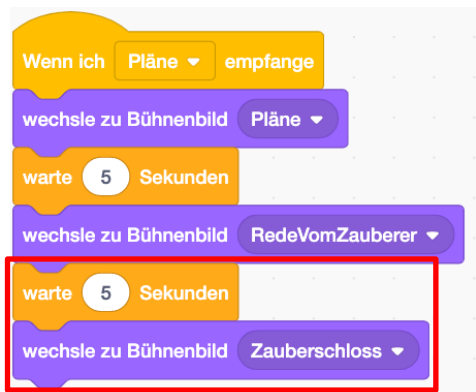 Wenn ich Pläne empfange
wechsle zu Bühnenbild Pläne
warte 5 Sekunden
wechsle zu Bühnenbild RedeVomZauberer
warte 5 Sekunden
wechsle zu Bühnenbild Zauberschloss